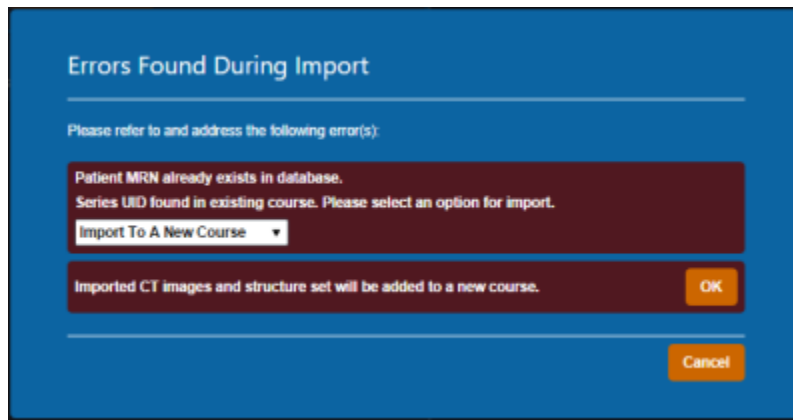 Errors Found During Import
Please refer to and address the following error(s):
Patient MRN already exists in database.
Series UID found in existing course. Please select an option for import.
Import To A New Course
Imported CT images and structure set will be added to a new course.
OK
Cancel